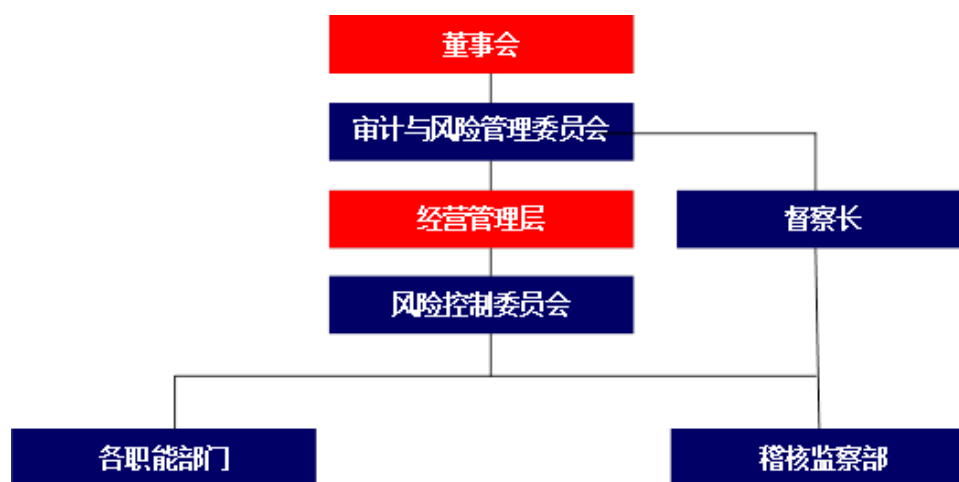 董事会
审计与风险管理委员会
经营管理层
督察长
风险控制委员会
各职能部门
稽核监察部